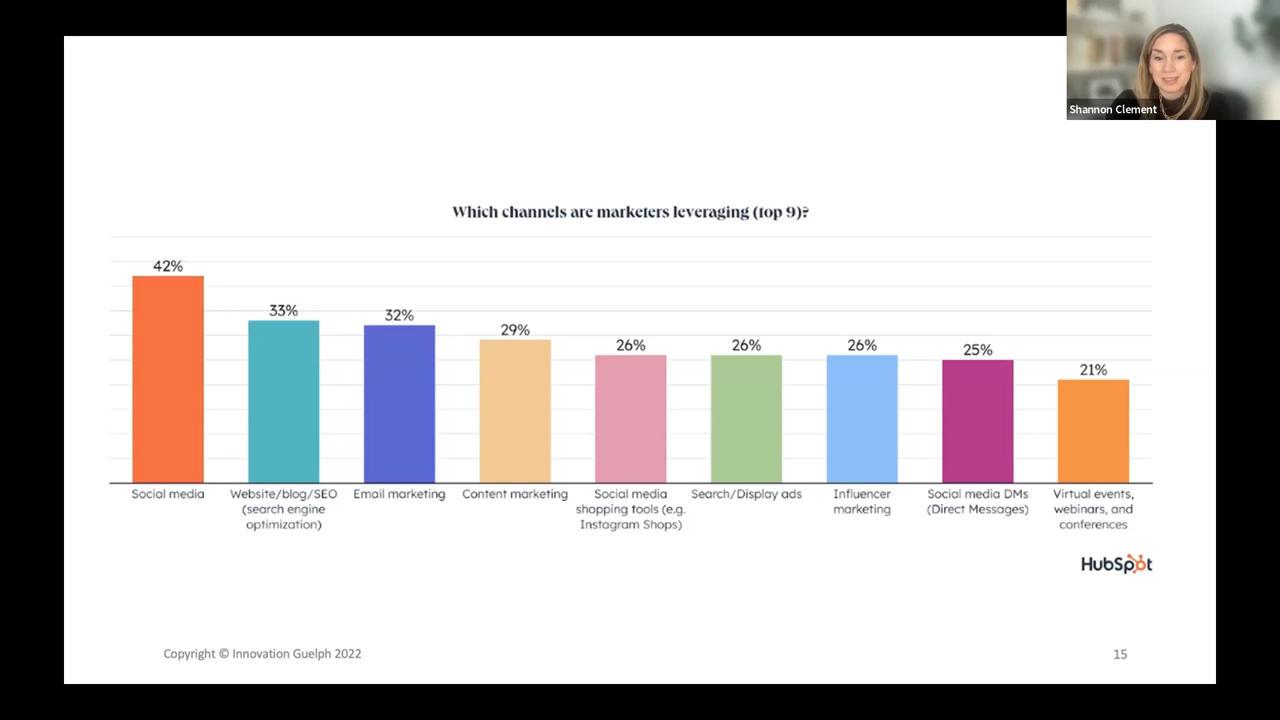 Shannon Clement
Which channels are marketers leveraging (top 9)?
42%
33%
32%
29%
26%
26%
26%
25%
21%
Social media
Website/blog/SEO
(search engine
optimization)
Email marketing
Content marketing
Social media
shopping tools (e.g.
Instagram Shops)
Search/Display ads
Influencer
marketing
Social media DMs
(Direct Messages)
Virtual events,
webinars, and
conferences
HubSpot
Copyright © Innovation Guelph 2022
15